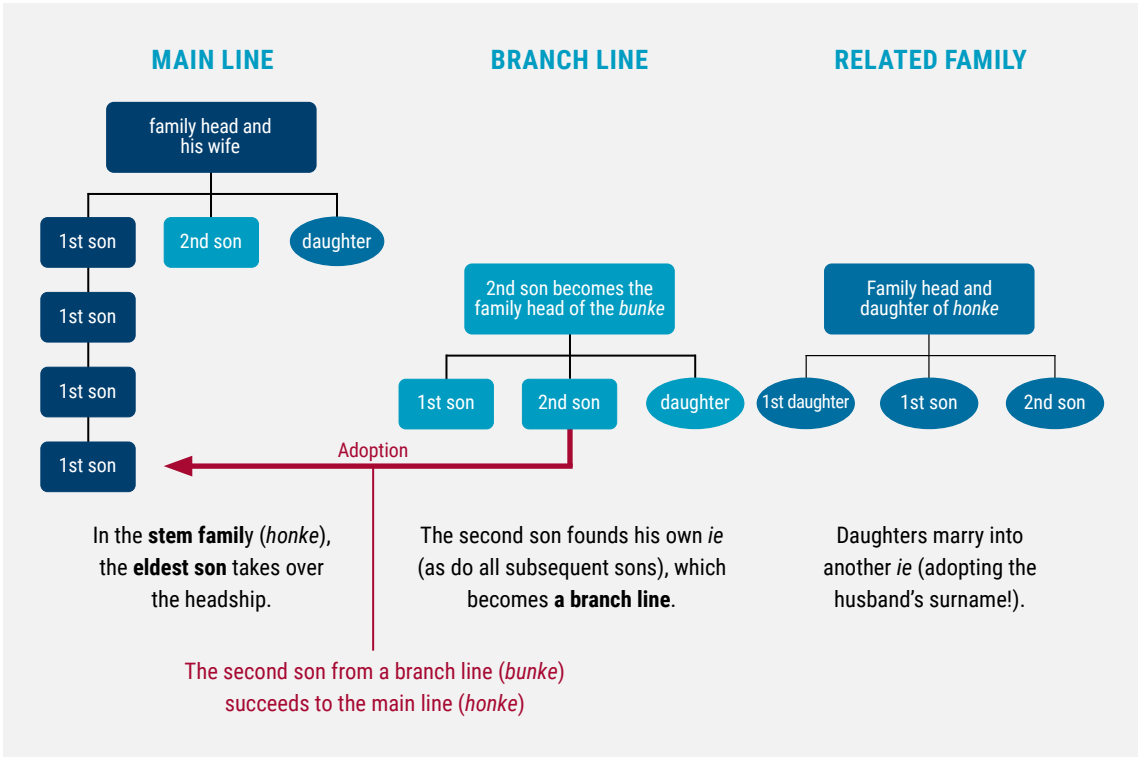 MAIN LINE
family head and
his wife
1st son
2nd son
daughter
1st son
1st son
1st son
BRANCH LINE
2nd son becomes the
family head of the bunke
1st son
2nd son
daughter
RELATED FAMILY
Family head and
daughter of honke
1st daughter
1st son
2nd son
Adoption
In the stem family (honke),
the eldest son takes over
the headship.
The second son founds his own ie
(as do all subsequent sons), which
becomes a branch line.
Daughters marry into
another ie (adopting the
husband's surname!).
The second son from a branch line (bunke)
succeeds to the main line (honke)